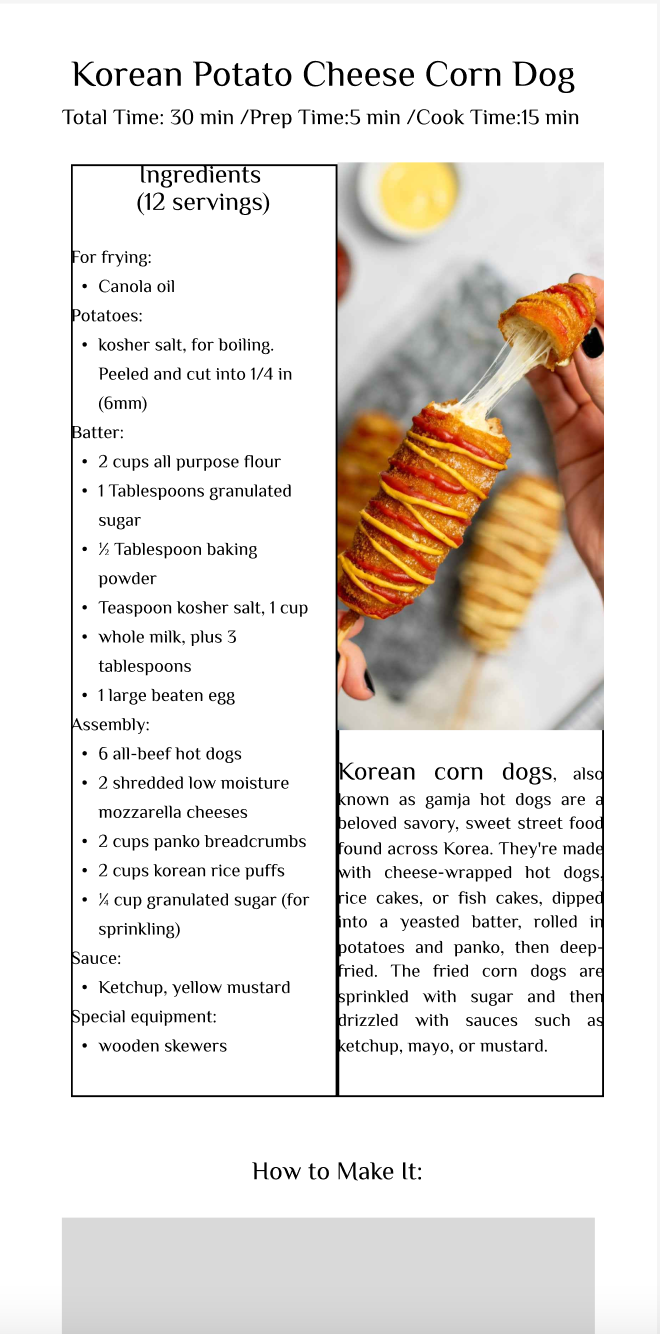 Korean Potato Cheese Corn Dog
Total Time: 30 min /Prep Time:5 min /Cook Time:15 min
Ingredients
(12 servings)
For frying:
• Canola oil
Potatoes:
• kosher salt, for boiling.
Peeled and cut into 1/4 in
(6mm)
Batter:
• 2 cups all purpose flour
• 1 Tablespoons granulated
sugar
• ½ Tablespoon baking
powder
• Teaspoon kosher salt, 1 cup
• whole milk, plus 3
tablespoons
• 1 large beaten egg
Assembly:
• 6 all-beef hot dogs
• 2 shredded low moisture
mozzarella cheeses
• 2 cups panko breadcrumbs
• 2 cups korean rice puffs
• ¼ cup granulated sugar (for
sprinkling)
Sauce:
• Ketchup, yellow mustard
Special equipment:
• wooden skewers
Korean corn dogs, also
known as gamja hot dogs are a
beloved savory, sweet street food
found across Korea. They're made
with cheese-wrapped hot dogs,
rice cakes, or fish cakes, dipped
into a yeasted batter, rolled in
potatoes and panko, then deep-
fried. The fried corn dogs are
sprinkled with sugar and then
drizzled with sauces such as
ketchup, mayo, or mustard.
How to Make It: